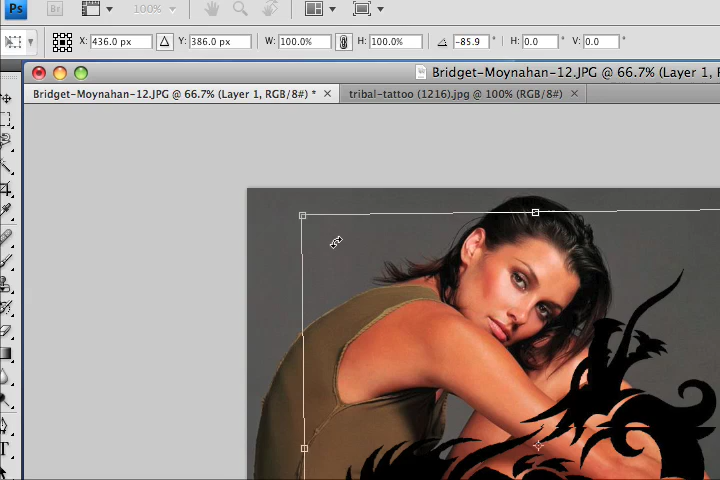 Ps Br 100%
X: 436.0 px Y: 386.0 px W: 100.0% H: 100.0% -85.9 ° H: 0.0 ° V: 0.0 °
Bridget-Moynahan-12.JPG @ 66.7% (Layer 1, RGB/8#)
Bridget-Moynahan-12.JPG @ 66.7% (Layer 1, RGB/8#) * × tribal-tattoo (1216).jpg @ 100% (RGB/8#) ×
T